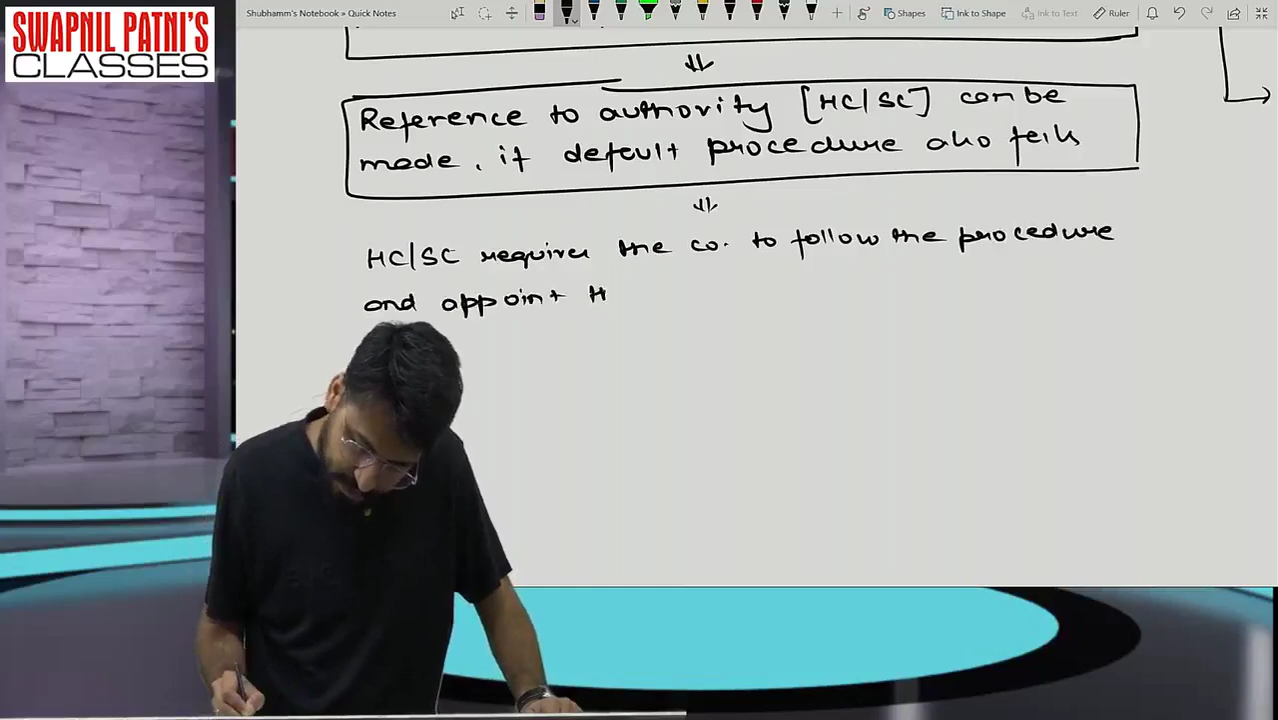 SWAPNIL PATNI'S
CLASSES
Shubhamm's Notebook » Quick Notes
Shapes
Ink to Shape
Ink to Text
Ruler
Reference to authority [HC/SC] can be
made, if default procedure also fails
HC/SC requires the co. to follow the procedure
and appoint H